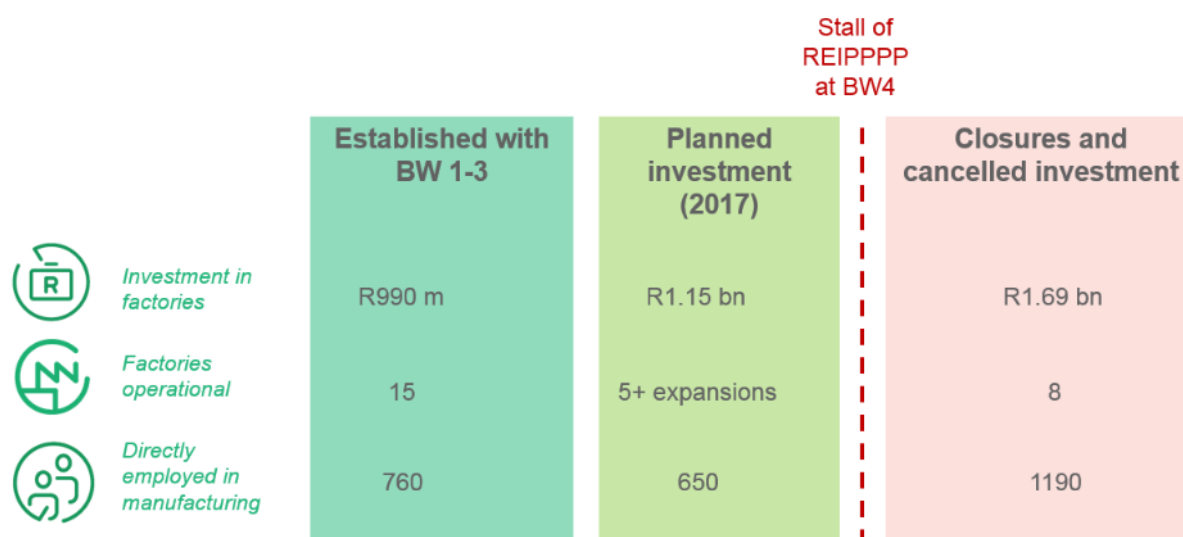 Stall of
REIPPPP
at BW4
Established with
BW 1-3
Planned
investment
(2017)
Closures and
cancelled investment
R
Investment in
factories
R990 m
R1.15 bn
R1.69 bn
Factories
operational
15
5+ expansions
8
Directly
employed in
manufacturing
760
650
1190